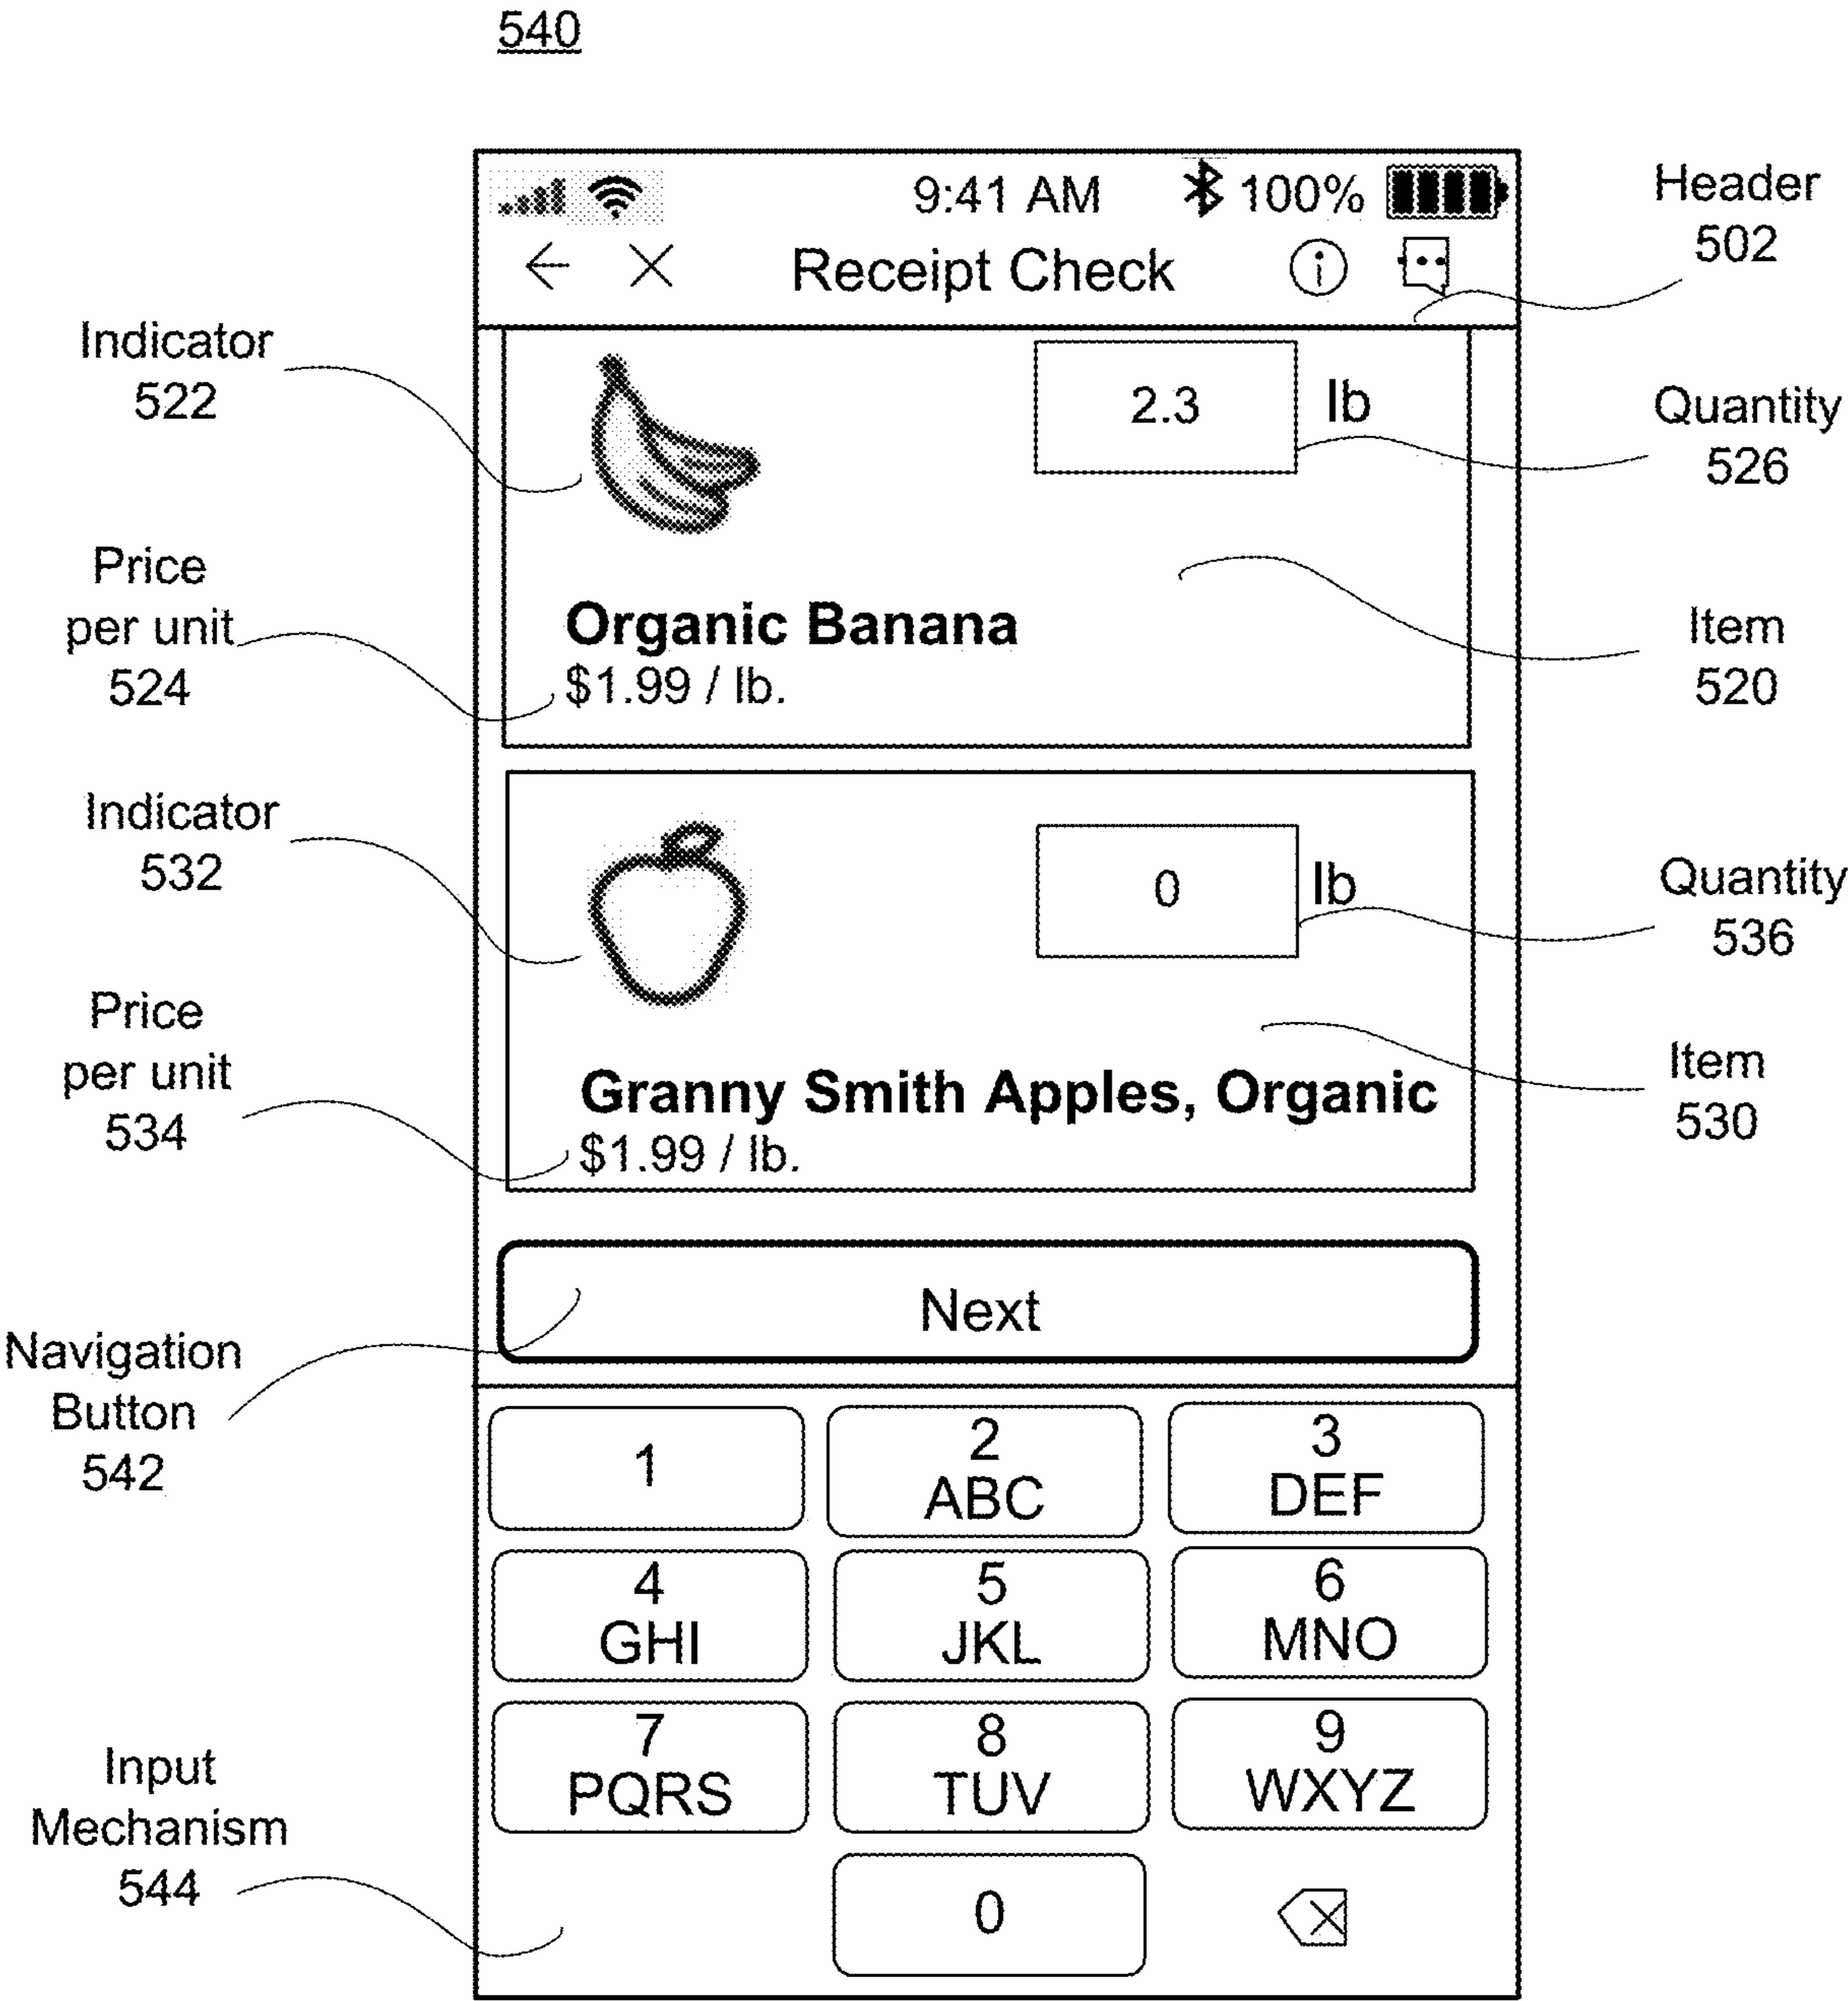 540
9:41 AM 100%
Receipt Check
Header
502
Indicator
522
2.3 lb
Quantity
526
Price
per unit
524
Organic Banana
$1.99 / lb.
Item
520
Indicator
532
0 lb
Quantity
536
Price
per unit
534
Granny Smith Apples, Organic
$1.99 / lb.
Item
530
Next
Navigation
Button
542
1
2
ABC
3
DEF
4
GHI
5
JKL
6
MNO
7
PQRS
8
TUV
9
WXYZ
Input
Mechanism
544
0